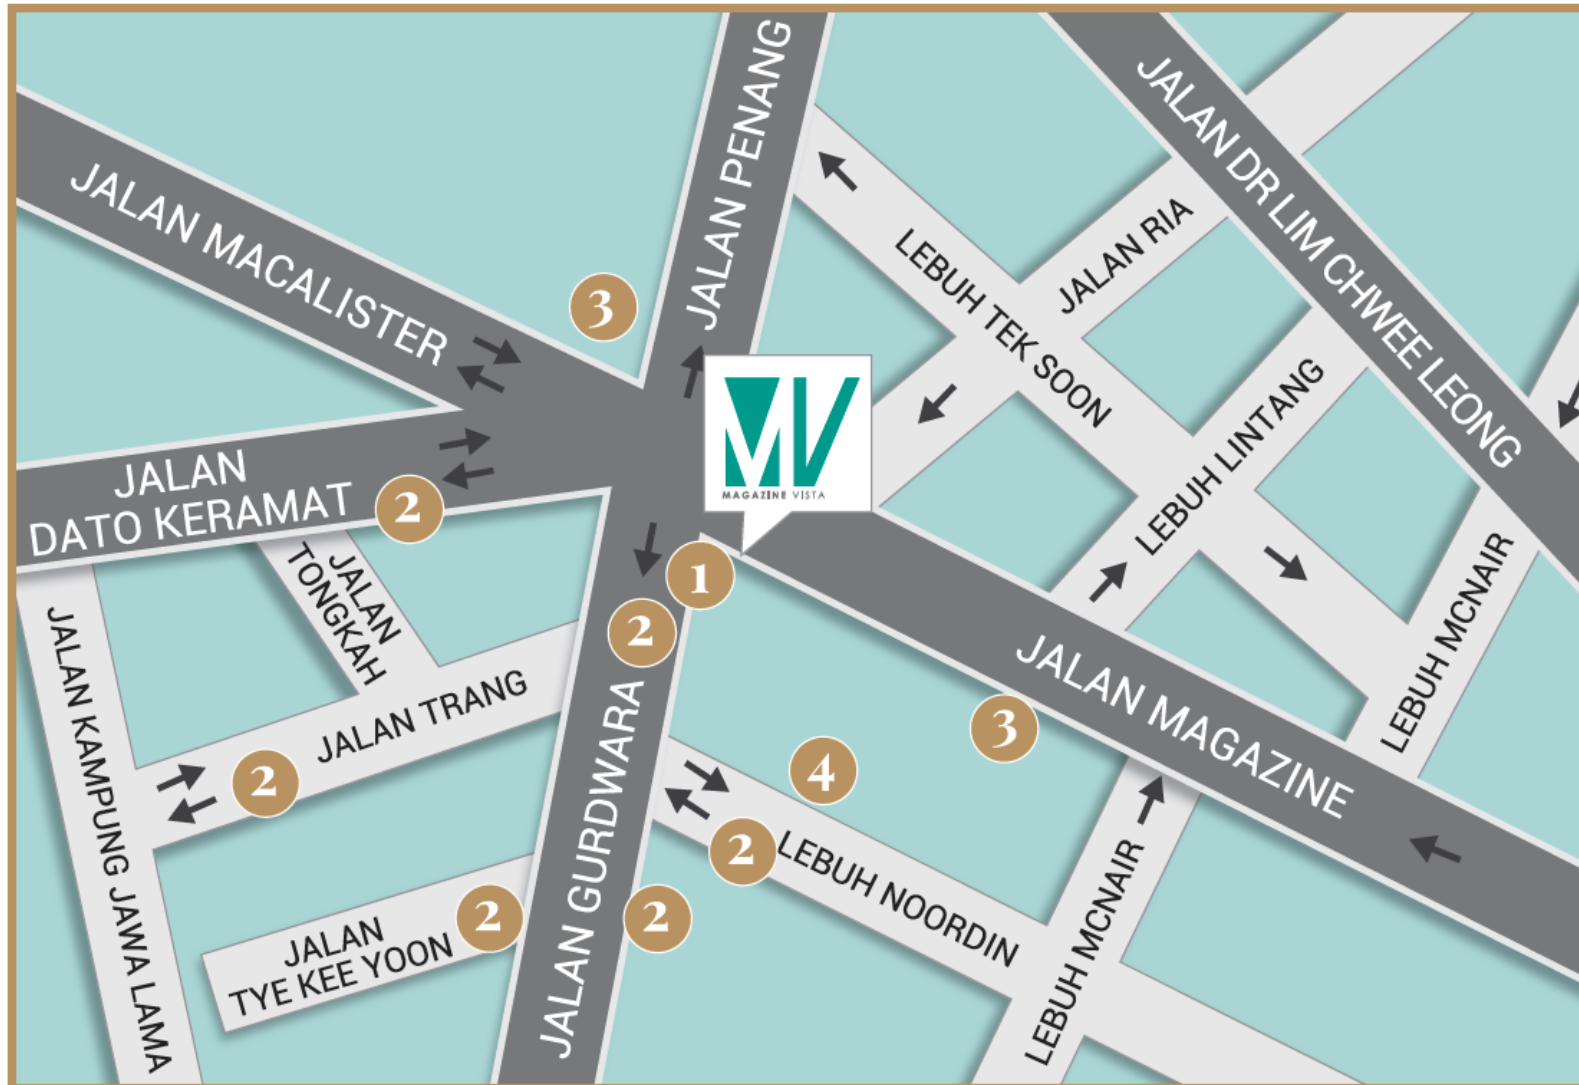 JALAN PENANG
JALAN DR LIM CHWEE LEONG
JALAN MACALISTER
3
LEBUH TEK SOON
JALAN RIA
MV
MAGAZINE VISTA
LEBUH LINTANG
JALAN
DATO KERAMAT
2
JALAN
TONGKAH
1
2
LEBUH MCNAIR
JALAN KAMPUNG JAWA LAMA
JALAN TRANG
2
JALAN GURDWARA
JALAN MAGAZINE
3
4
2
LEBUH NOORDIN
LEBUH MCNAIR
JALAN
TYE KEE YOON
2
2